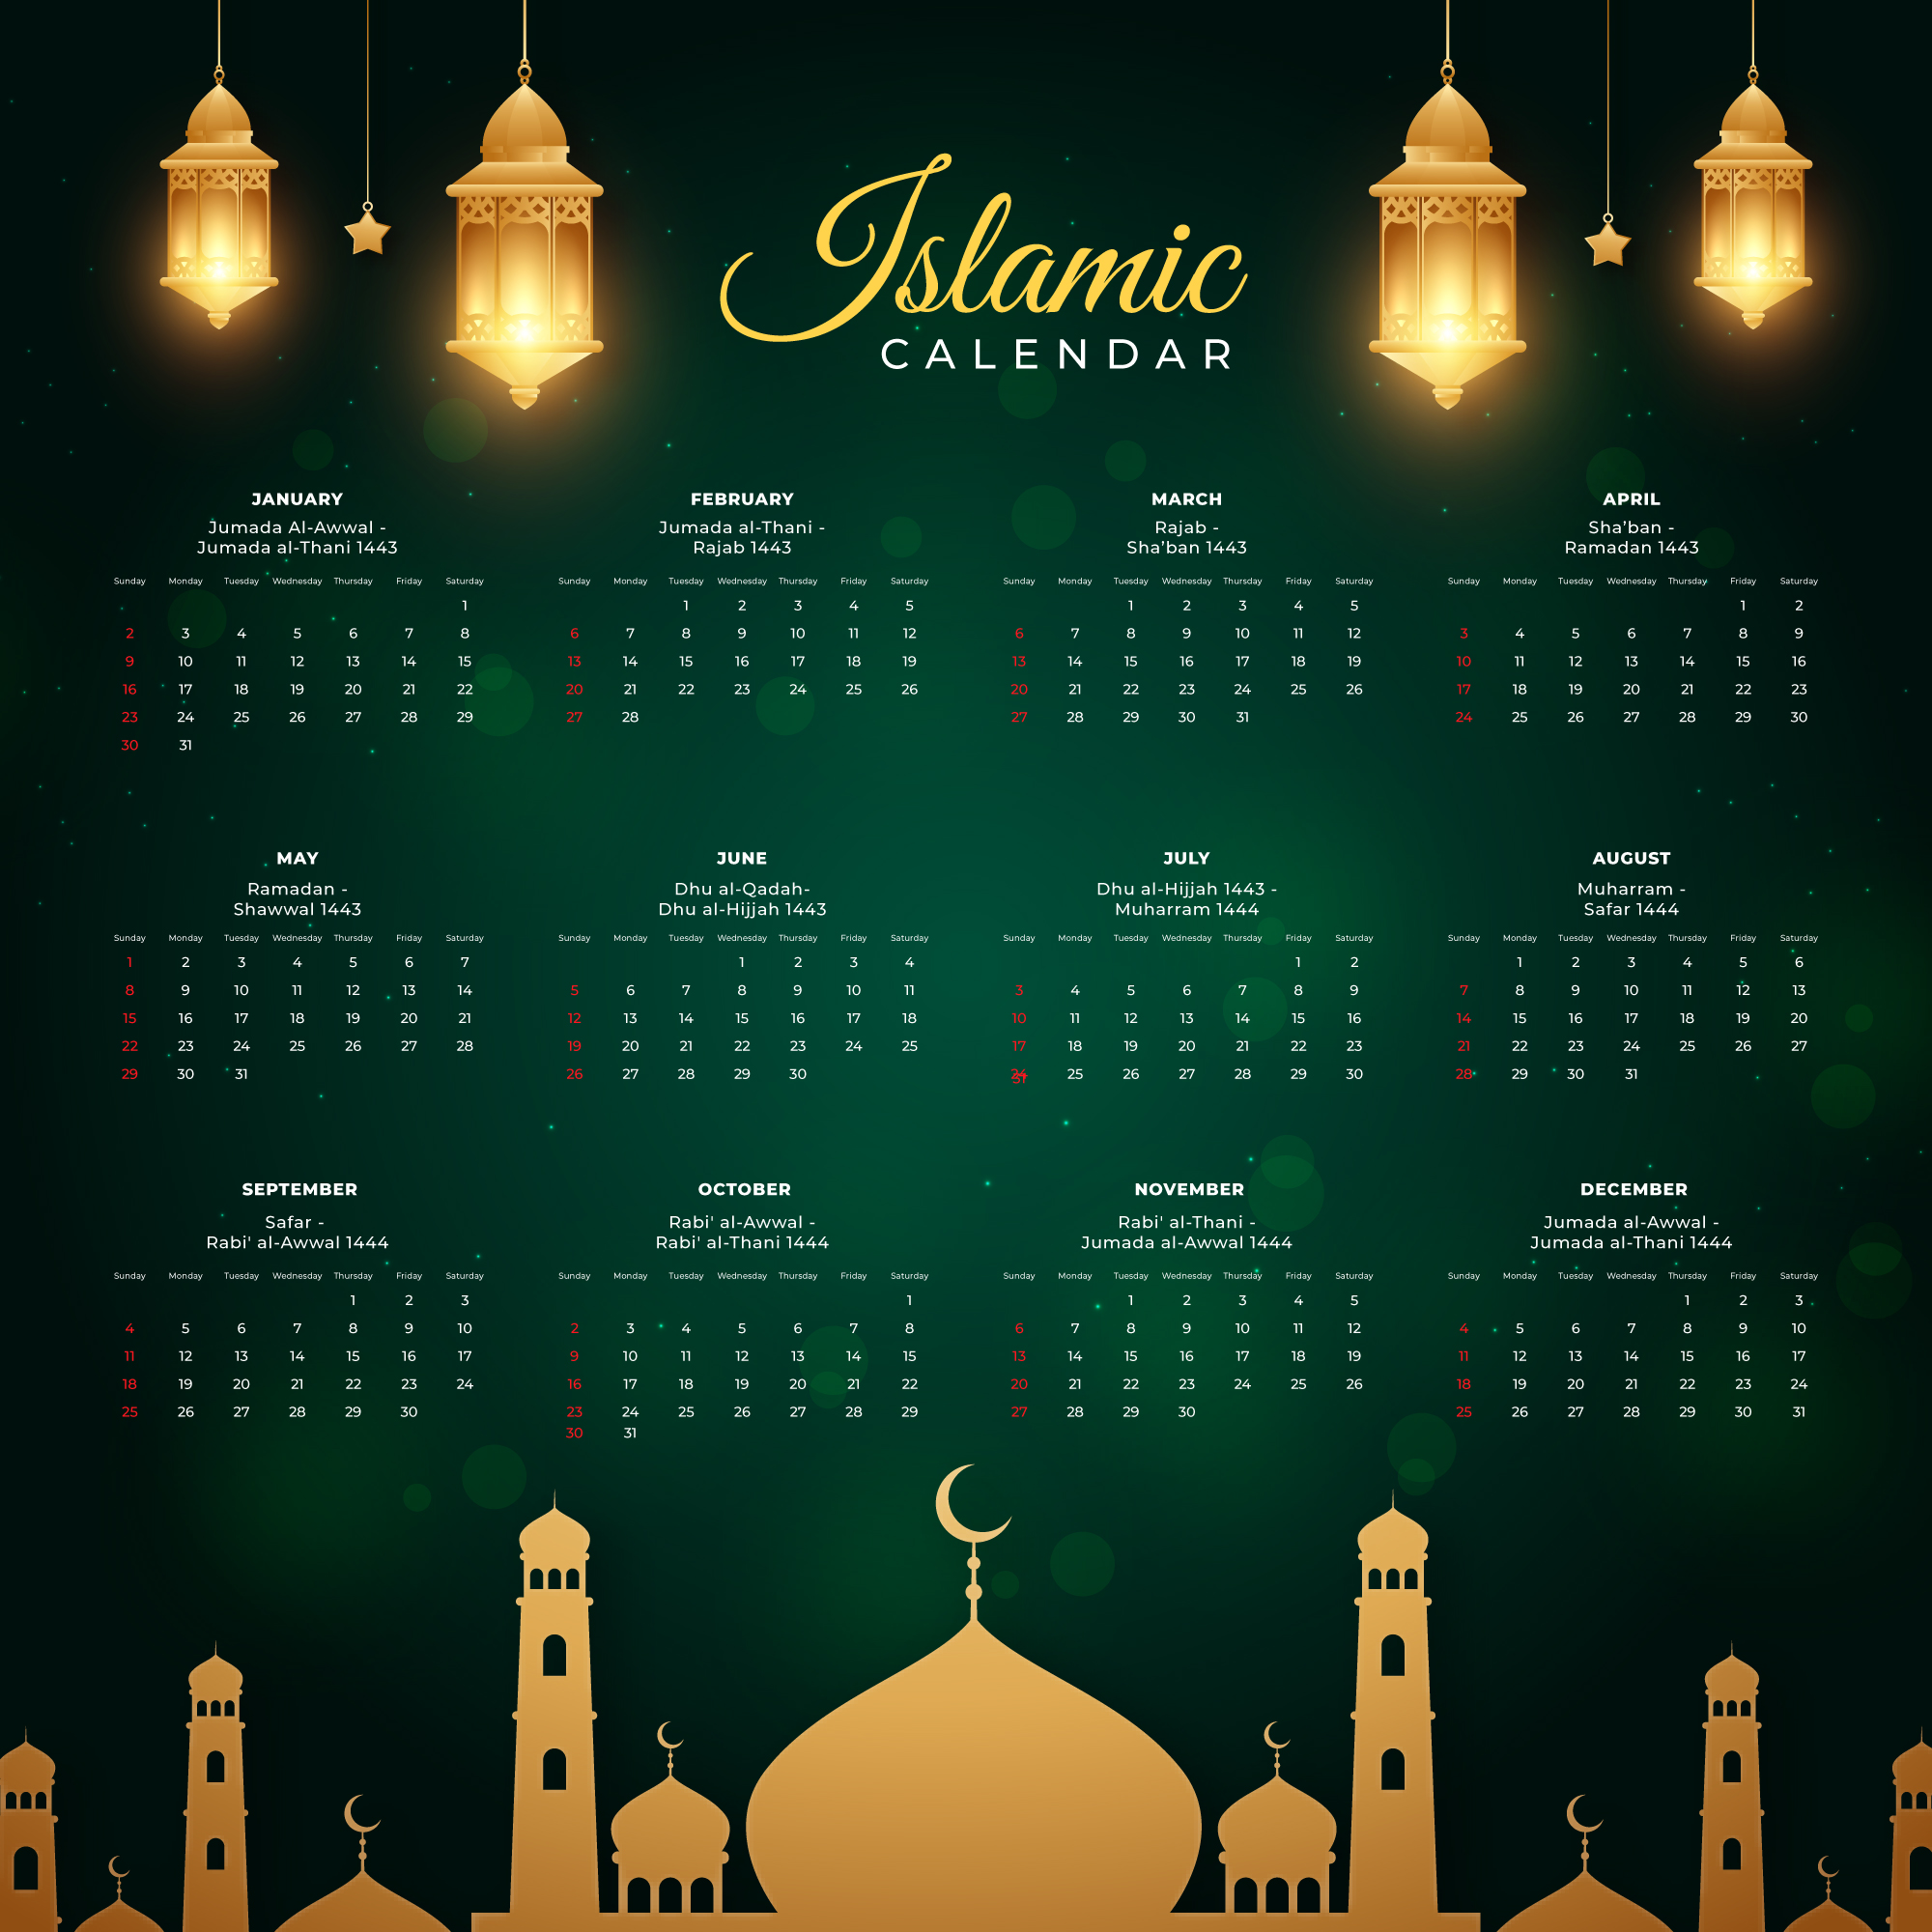 Islamic
CALENDAR
JANUARY
Jumada Al-Awwal -
Jumada al-Thani 1443
Sunday Monday Tuesday Wednesday Thursday Friday Saturday
1
2 3 4 5 6 7 8
9 10 11 12 13 14 15
16 17 18 19 20 21 22
23 24 25 26 27 28 29
30 31
FEBRUARY
Jumada al-Thani -
Rajab 1443
Sunday Monday Tuesday Wednesday Thursday Friday Saturday
1 2 3 4 5
6 7 8 9 10 11 12
13 14 15 16 17 18 19
20 21 22 23 24 25 26
27 28
MARCH
Rajab -
Sha’ban 1443
Sunday Monday Tuesday Wednesday Thursday Friday Saturday
1 2 3 4 5
6 7 8 9 10 11 12
13 14 15 16 17 18 19
20 21 22 23 24 25 26
27 28 29 30 31
APRIL
Sha’ban -
Ramadan 1443
Sunday Monday Tuesday Wednesday Thursday Friday Saturday
1 2
3 4 5 6 7 8 9
10 11 12 13 14 15 16
17 18 19 20 21 22 23
24 25 26 27 28 29 30
MAY
Ramadan -
Shawwal 1443
Sunday Monday Tuesday Wednesday Thursday Friday Saturday
1 2 3 4 5 6 7
8 9 10 11 12 13 14
15 16 17 18 19 20 21
22 23 24 25 26 27 28
29 30 31
JUNE
Dhu al-Qadah-
Dhu al-Hijjah 1443
Sunday Monday Tuesday Wednesday Thursday Friday Saturday
1 2 3 4
5 6 7 8 9 10 11
12 13 14 15 16 17 18
19 20 21 22 23 24 25
26 27 28 29 30
JULY
Dhu al-Hijjah 1443 -
Muharram 1444
Sunday Monday Tuesday Wednesday Thursday Friday Saturday
1 2
3 4 5 6 7 8 9
10 11 12 13 14 15 16
17 18 19 20 21 22 23
24 25 26 27 28 29 30
31
AUGUST
Muharram -
Safar 1444
Sunday Monday Tuesday Wednesday Thursday Friday Saturday
1 2 3 4 5 6
7 8 9 10 11 12 13
14 15 16 17 18 19 20
21 22 23 24 25 26 27
28 29 30 31
SEPTEMBER
Safar -
Rabi' al-Awwal 1444
Sunday Monday Tuesday Wednesday Thursday Friday Saturday
1 2 3
4 5 6 7 8 9 10
11 12 13 14 15 16 17
18 19 20 21 22 23 24
25 26 27 28 29 30
OCTOBER
Rabi' al-Awwal -
Rabi' al-Thani 1444
Sunday Monday Tuesday Wednesday Thursday Friday Saturday
1
2 3 4 5 6 7 8
9 10 11 12 13 14 15
16 17 18 19 20 21 22
23 24 25 26 27 28 29
30 31
NOVEMBER
Rabi' al-Thani -
Jumada al-Awwal 1444
Sunday Monday Tuesday Wednesday Thursday Friday Saturday
1 2 3 4 5
6 7 8 9 10 11 12
13 14 15 16 17 18 19
20 21 22 23 24 25 26
27 28 29 30
DECEMBER
Jumada al-Awwal -
Jumada al-Thani 1444
Sunday Monday Tuesday Wednesday Thursday Friday Saturday
1 2 3
4 5 6 7 8 9 10
11 12 13 14 15 16 17
18 19 20 21 22 23 24
25 26 27 28 29 30 31